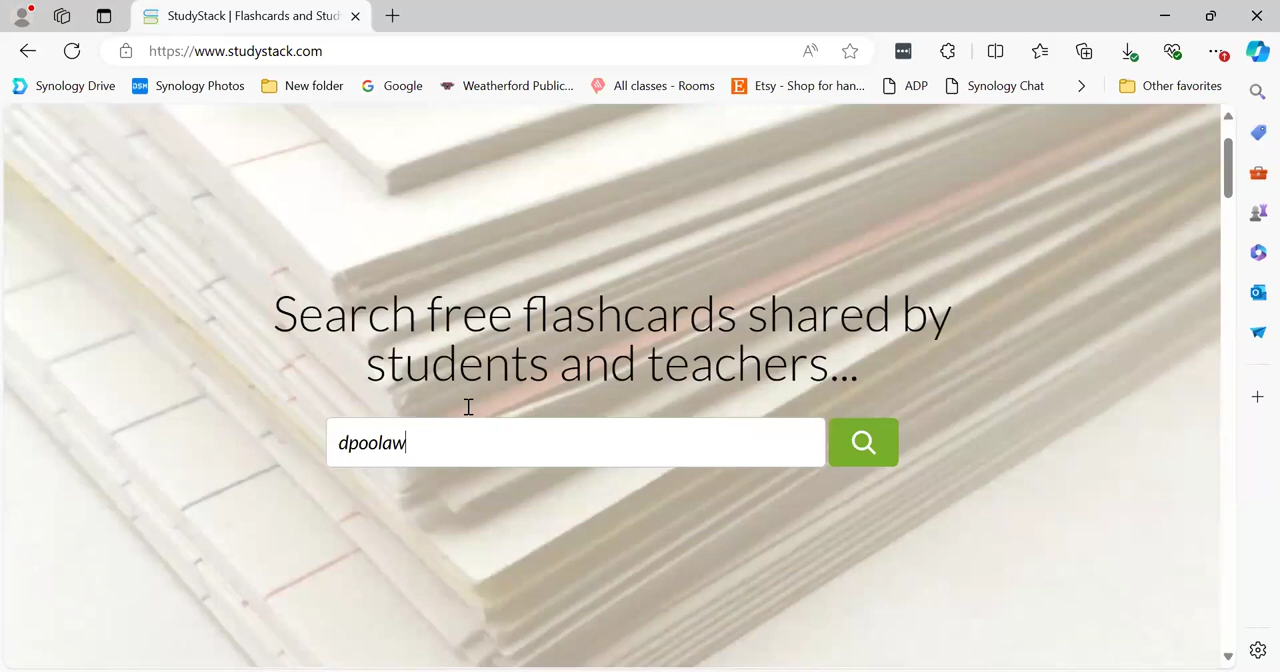 StudyStack | Flashcards and Stud
https://www.studystack.com
Synology Drive
DSM Synology Photos
New folder
Google
Weatherford Public...
All classes - Rooms
E Etsy - Shop for han...
ADP
Synology Chat
Other favorites
Search free flashcards shared by
students and teachers...
dpoolaw